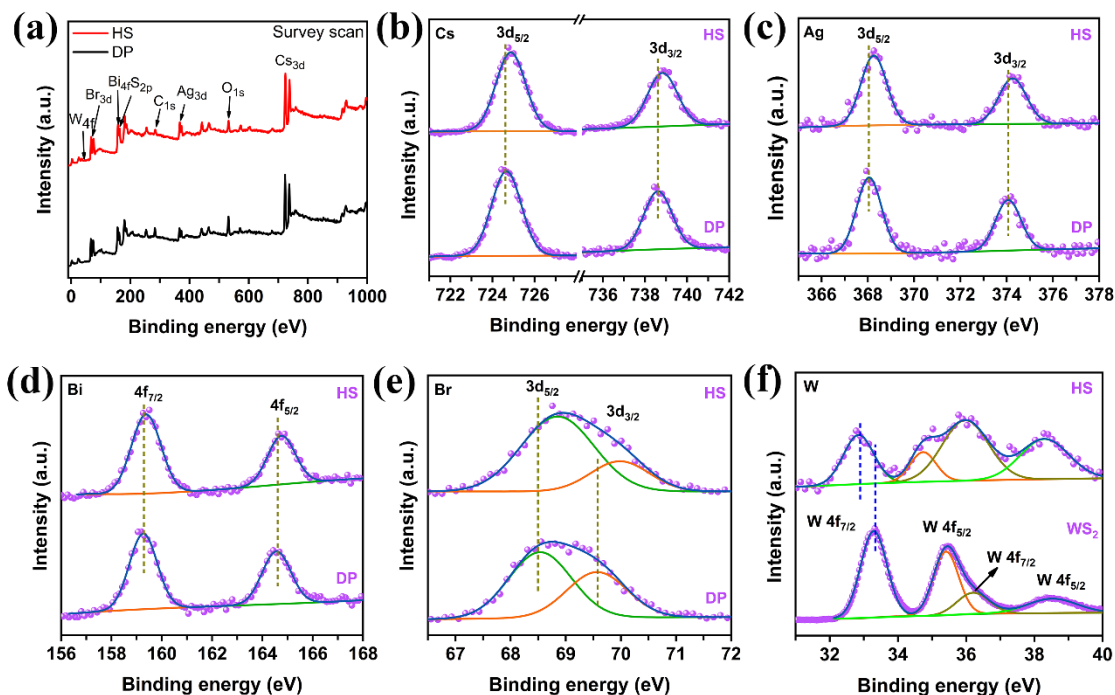 (a)
HS
DP
Survey scan
W4f
Br3d
Bi4f
S2p
C1s
Ag3d
O1s
Cs3d
Intensity (a.u.)
0 200 400 600 800 1000
Binding energy (eV)
(b)
Cs
3d5/2
3d3/2
HS
DP
Intensity (a.u.)
722 724 726 736 738 740 742
Binding energy (eV)
(c)
Ag
3d5/2
3d3/2
HS
DP
Intensity (a.u.)
366 368 370 372 374 376 378
Binding energy (eV)
(d)
Bi
4f7/2
4f5/2
HS
DP
Intensity (a.u.)
156 158 160 162 164 166 168
Binding energy (eV)
(e)
Br
3d5/2
3d3/2
HS
DP
Intensity (a.u.)
67 68 69 70 71 72
Binding energy (eV)
(f)
W
HS
W 4f7/2
W 4f5/2
W 4f7/2
W 4f5/2
WS2
Intensity (a.u.)
32 34 36 38 40
Binding energy (eV)